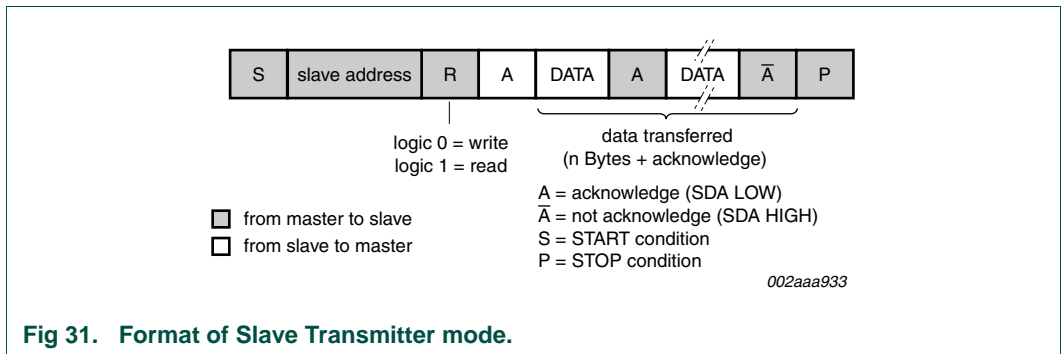 S slave address R A DATA A DATA A̅ P
logic 0 = write
logic 1 = read
data transferred
(n Bytes + acknowledge)
A = acknowledge (SDA LOW)
A̅ = not acknowledge (SDA HIGH)
S = START condition
P = STOP condition
from master to slave
from slave to master
002aaa933
Fig 31. Format of Slave Transmitter mode.